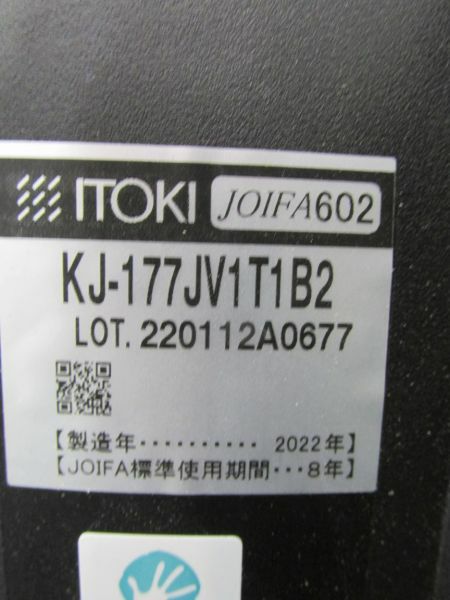 ITOKI JOIFA602
KJ-177JV1T1B2
LOT. 220112A0677
【製造年・・・・・・・・・・ 2022年】
【JOIFA標準使用期間・・・8年】